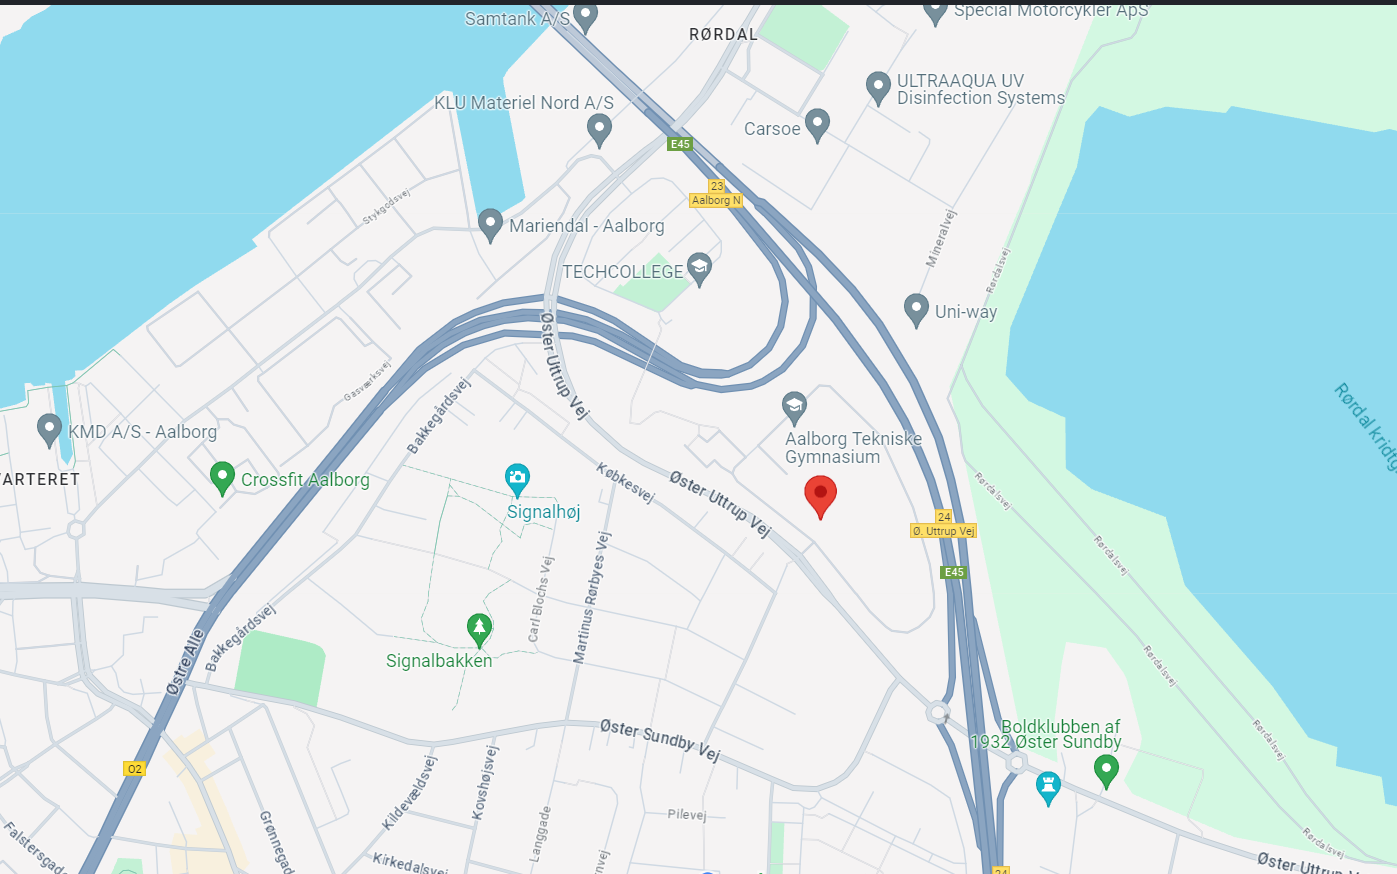 Samtank A/S
Special Motorcykler ApS
RØRDAL
ULTRAAQUA UV
Disinfection Systems
KLU Materiel Nord A/S
Carsoe
E45
23
Aalborg N
Stykgodsvej
Mariendal - Aalborg
Mineralvej
TECHCOLLEGE
Rørdalsvej
Uni-way
Øster Uttrup Vej
Gasværksvej
Bakkegårdsvej
Rørdal kridtg
KMD A/S - Aalborg
Aalborg Tekniske
Gymnasium
ARTERET
Crossfit Aalborg
Købkesvej
Øster Uttrup Vej
Rørdalsvej
Signalhøj
24
Ø. Uttrup Vej
Rørdalsvej
E45
Carl Blochs Vej
Martinus Rørbyes Vej
Bakkegårdsvej
Østre Alle
Signalbakken
Rørdalsvej
Øster Sundby Vej
Boldklubben af
1932 Øster Sundby
Rørdalsvej
O2
Kildevældsvej
Kovshøjsvej
Pilevej
Langgade
Grønnegad
Falstersgade
Kirkedalsvej
nvej
Rørdalsvej
Øster Uttrup V
24